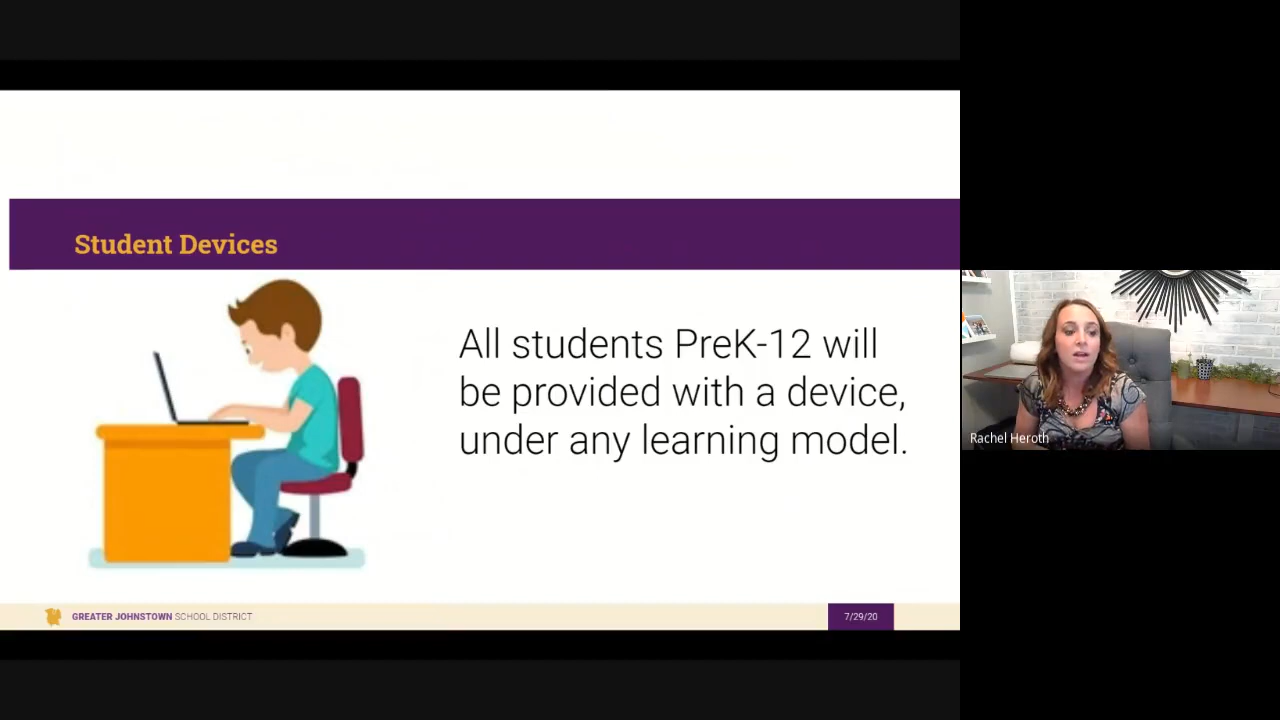 Student Devices
All students PreK-12 will
be provided with a device,
under any learning model.
Rachel Heroth
GREATER JOHNSTOWN SCHOOL DISTRICT
7/29/20